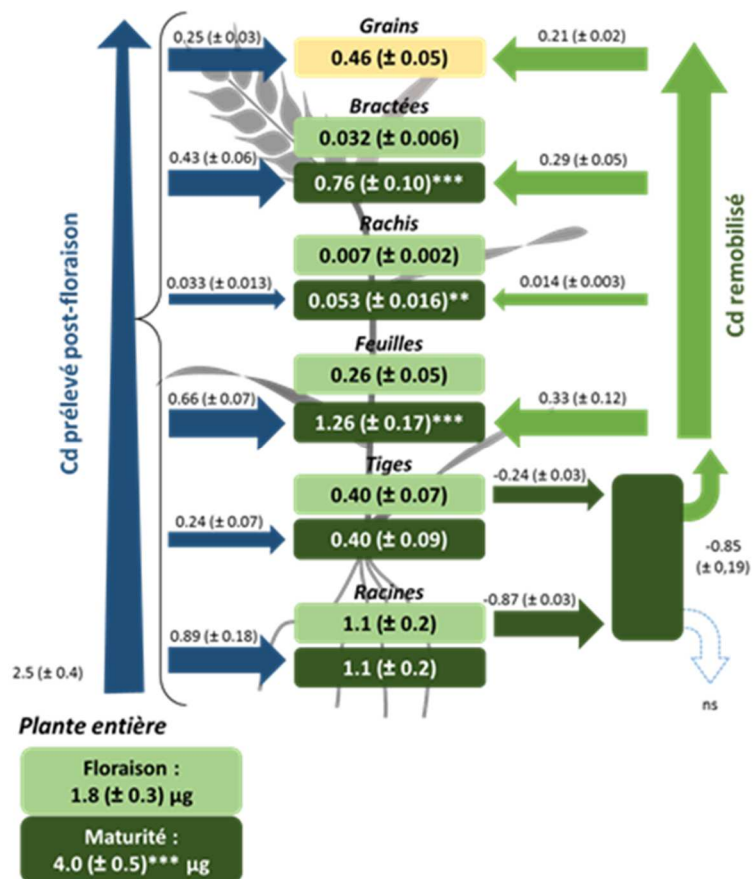 Grains
0.25 (± 0.03)
0.46 (± 0.05)
0.21 (± 0.02)
Bractées
0.032 (± 0.006)
0.43 (± 0.06)
0.76 (± 0.10)***
0.29 (± 0.05)
Rachis
0.007 (± 0.002)
0.033 (± 0.013)
0.053 (± 0.016)**
0.014 (± 0.003)
Feuilles
0.26 (± 0.05)
0.66 (± 0.07)
1.26 (± 0.17)***
0.33 (± 0.12)
Tiges
0.40 (± 0.07)
-0.24 (± 0.03)
0.24 (± 0.07)
0.40 (± 0.09)
Racines
1.1 (± 0.2)
-0.87 (± 0.03)
0.89 (± 0.18)
1.1 (± 0.2)
Cd prélevé post-floraison
2.5 (± 0.4)
Cd remobilisé
-0.85
(± 0,19)
ns
Plante entière
Floraison :
1.8 (± 0.3) µg
Maturité :
4.0 (± 0.5)*** µg